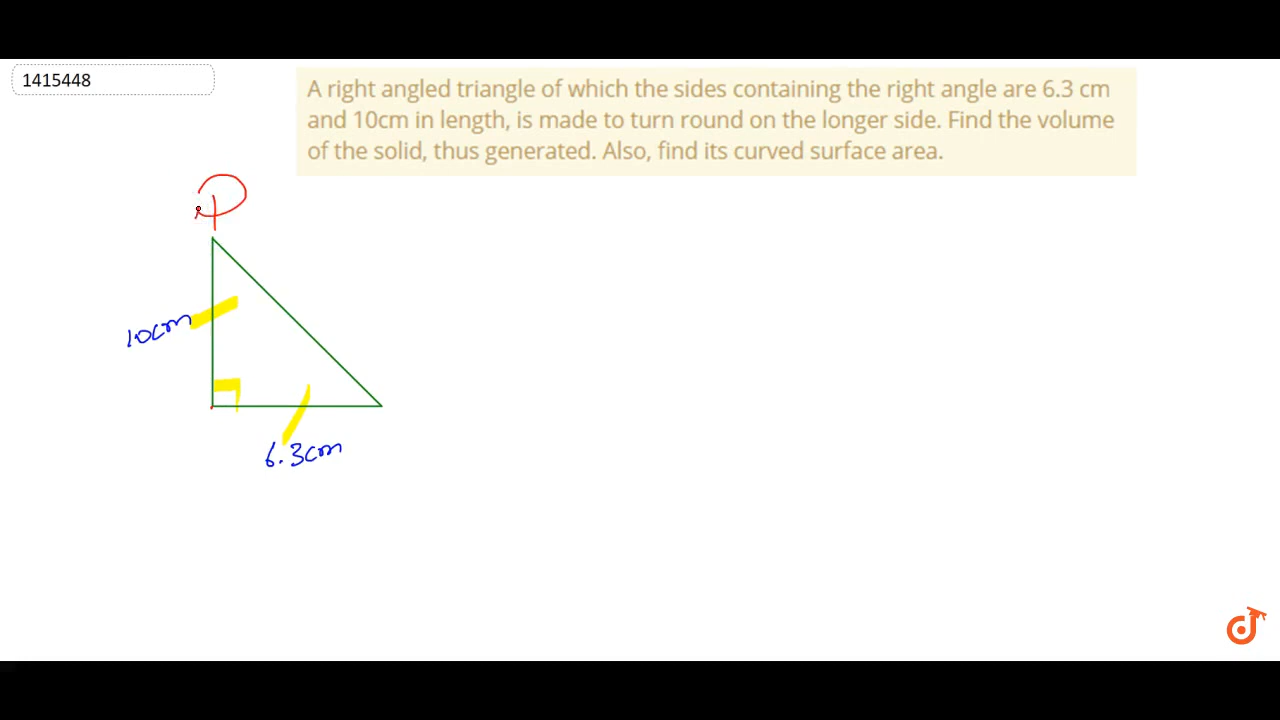 1415448
A right angled triangle of which the sides containing the right angle are 6.3 cm
and 10cm in length, is made to turn round on the longer side. Find the volume
of the solid, thus generated. Also, find its curved surface area.
10cm
6.3cm